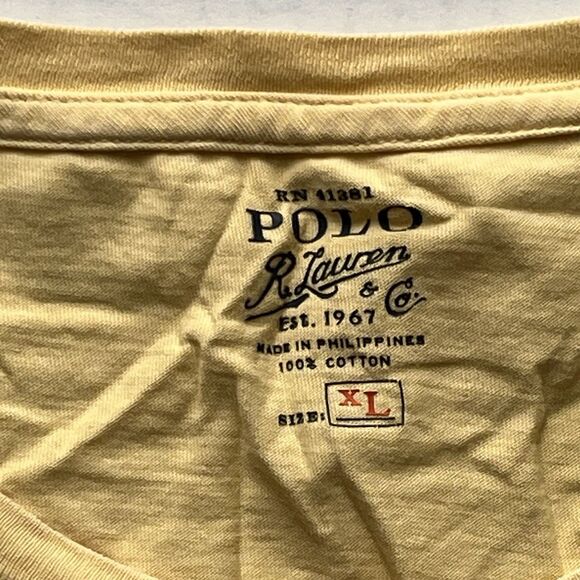 RN 41381
POLO
R. Lauren
& Co.
EST. 1967
MADE IN PHILIPPINES
100% COTTON
SIZE: XL